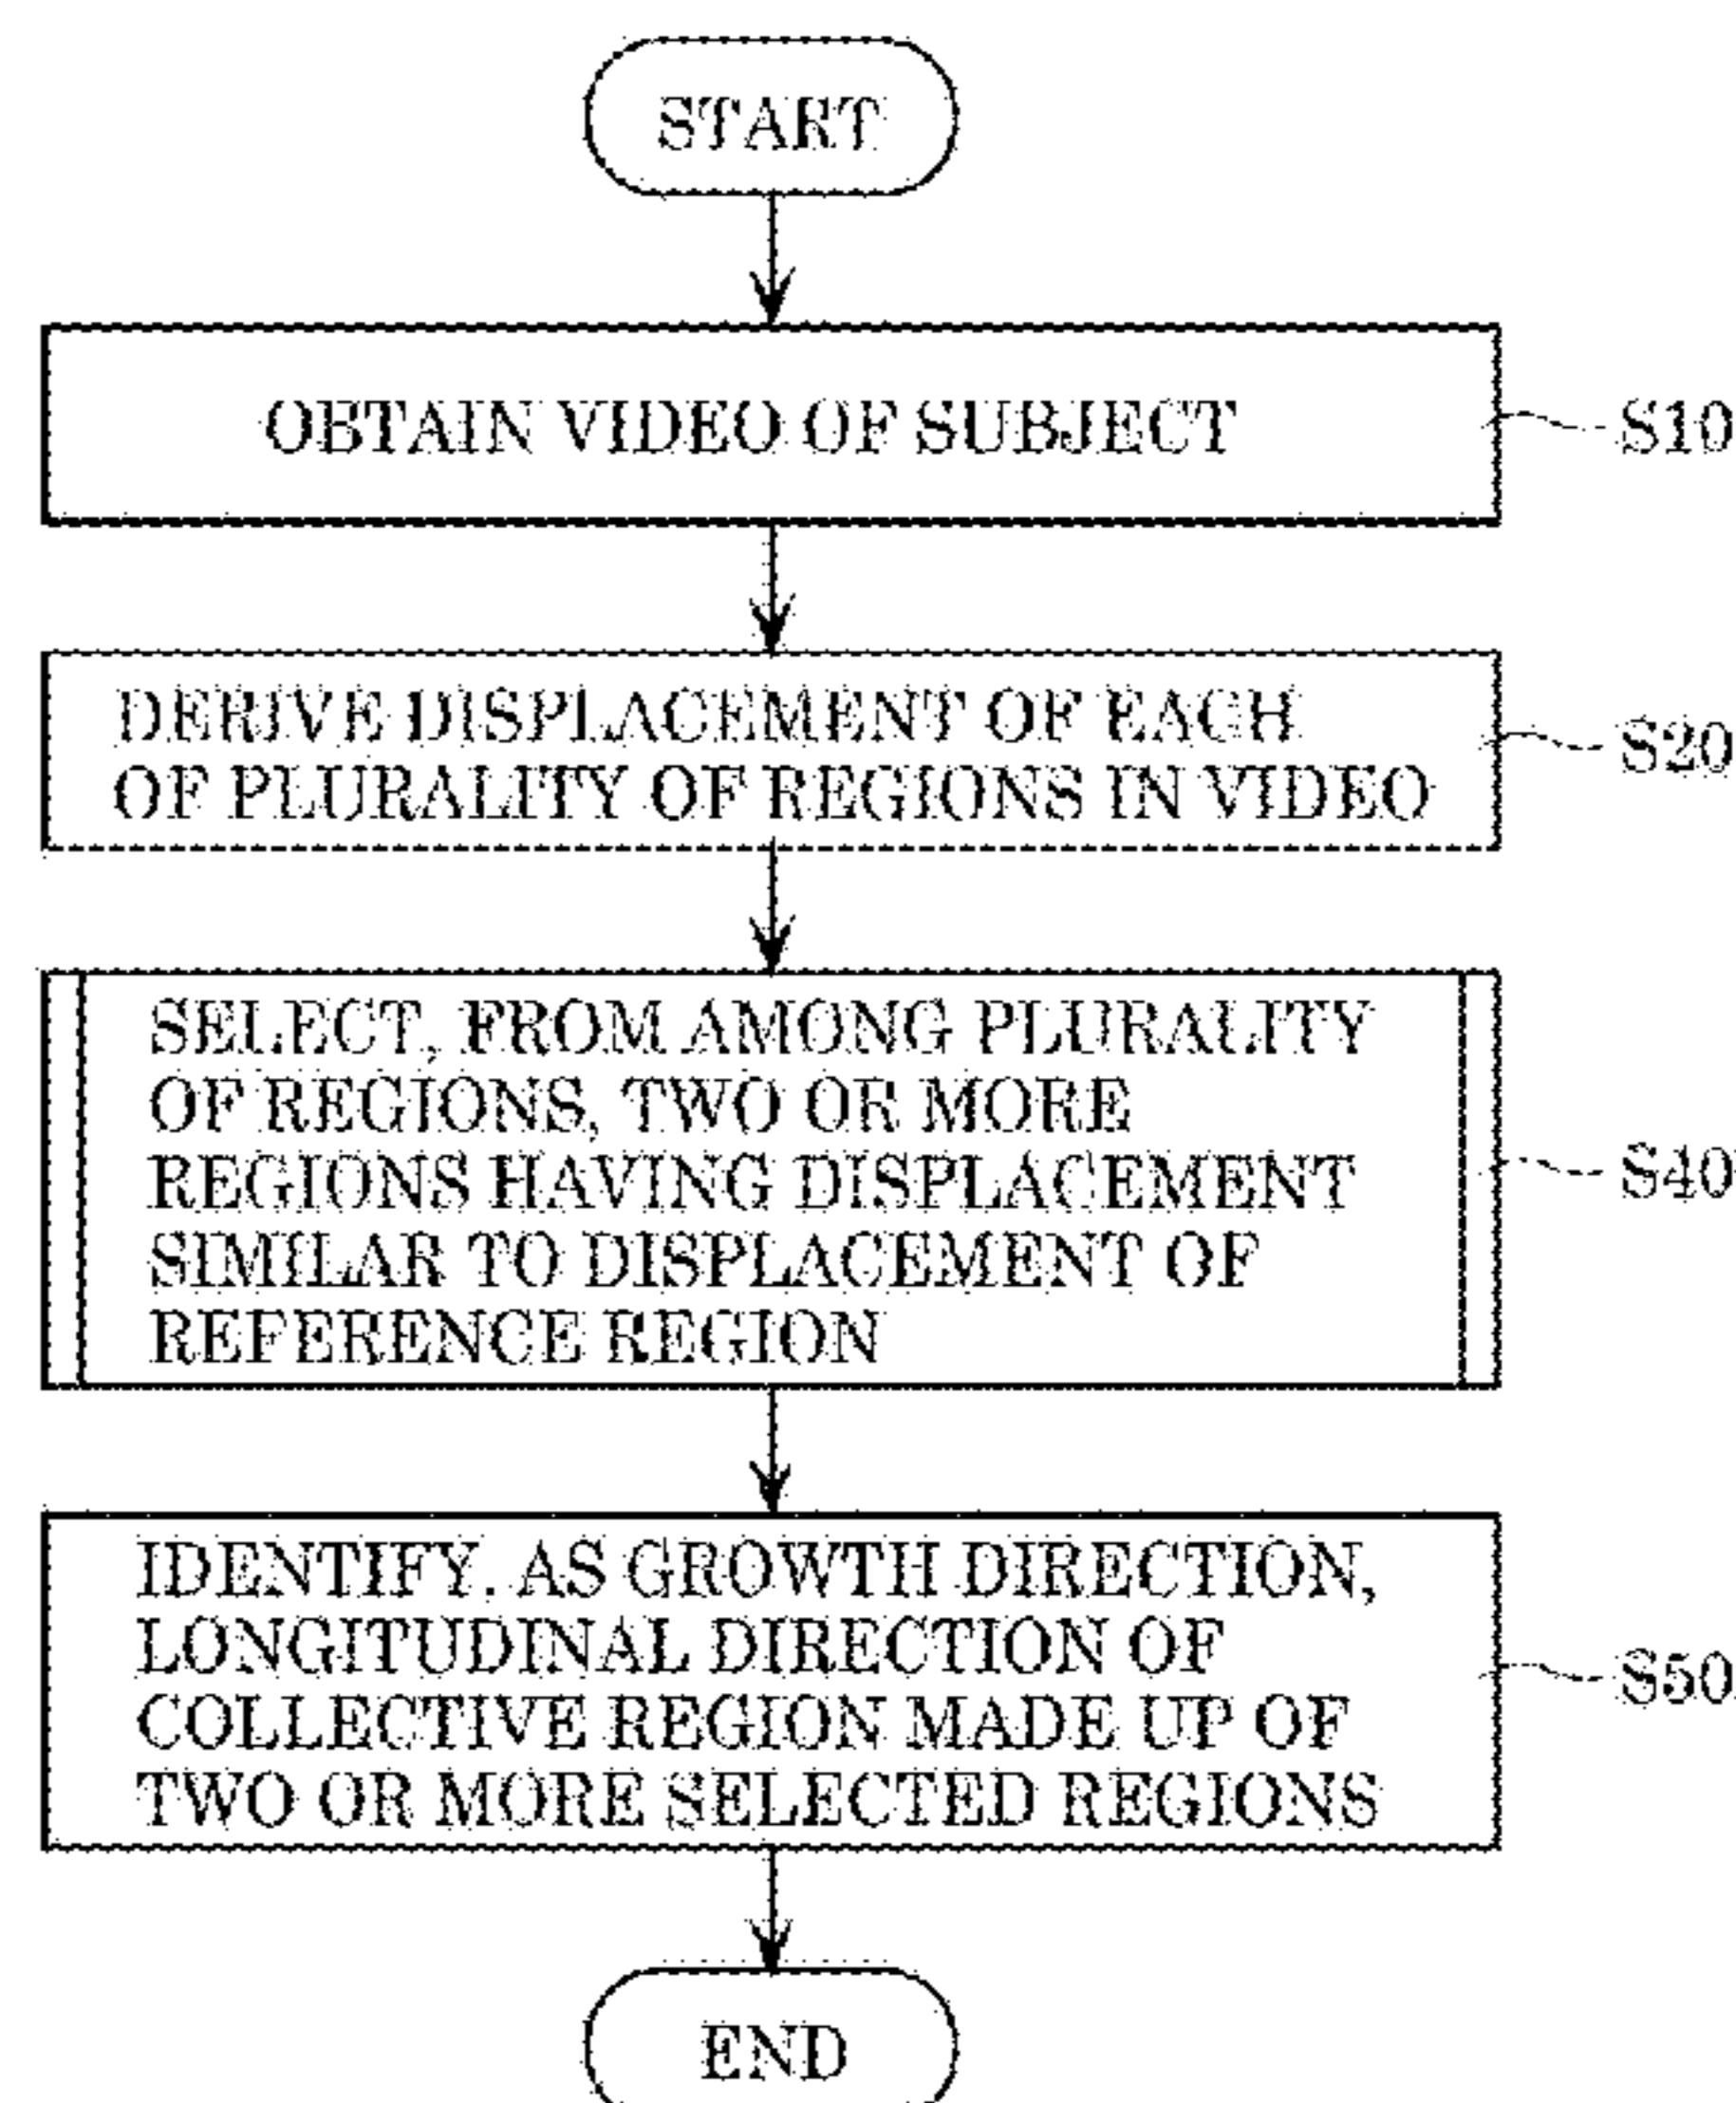 START
OBTAIN VIDEO OF SUBJECT
S10
DERIVE DISPLACEMENT OF EACH
OF PLURALITY OF REGIONS IN VIDEO
S20
SELECT, FROM AMONG PLURALITY
OF REGIONS, TWO OR MORE
REGIONS HAVING DISPLACEMENT
SIMILAR TO DISPLACEMENT OF
REFERENCE REGION
S40
IDENTIFY, AS GROWTH DIRECTION,
LONGITUDINAL DIRECTION OF
COLLECTIVE REGION MADE UP OF
TWO OR MORE SELECTED REGIONS
S50
END